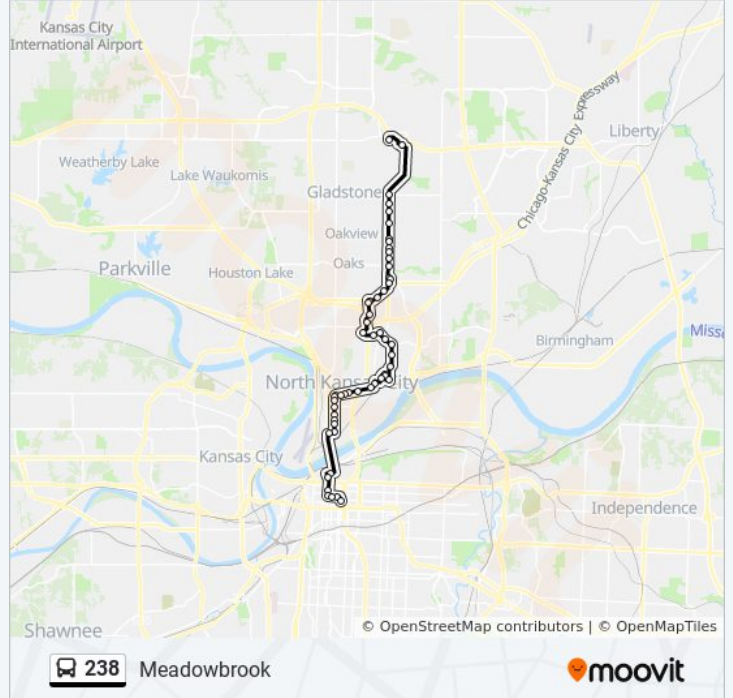 Kansas City
International Airport
Chicago-Kansas City Expressway
Liberty
Weatherby Lake
Lake Waukomis
Gladstone
Oakview
Oaks
Parkville
Houston Lake
Birmingham
North Kansas City
Kansas City
Independence
Shawnee
© OpenStreetMap contributors | © OpenMapTiles
238 Meadowbrook
moovit